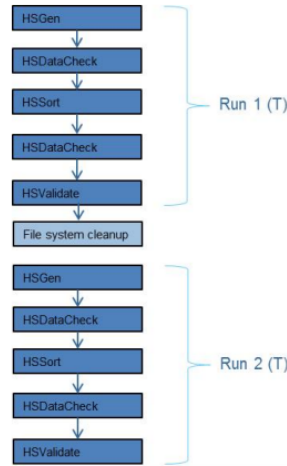 HSGen
HSDataCheck
HSSort
HSDataCheck
HSValidate
Run 1 (T)
File system cleanup
HSGen
HSDataCheck
HSSort
HSDataCheck
HSValidate
Run 2 (T)